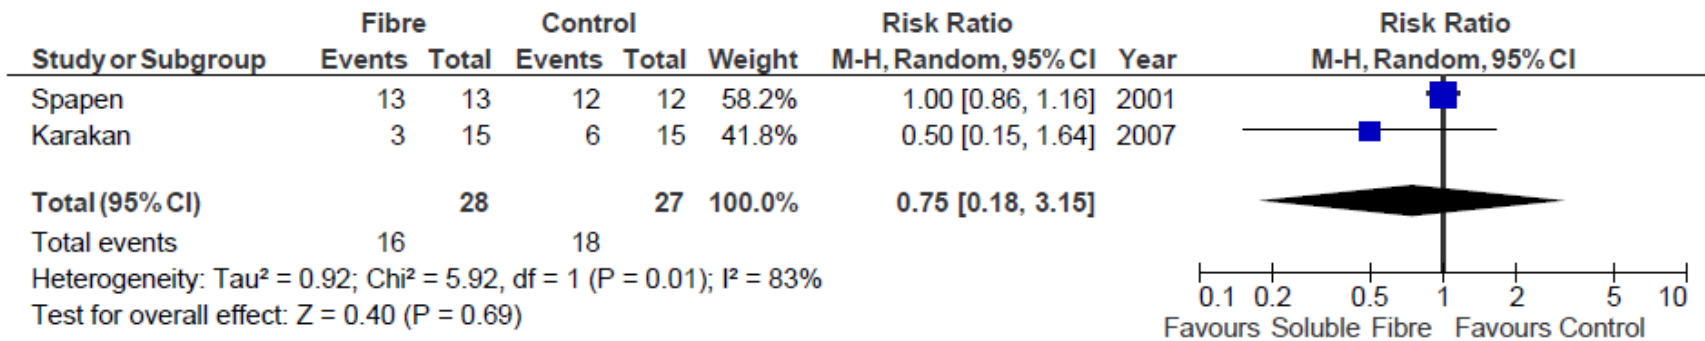 Fibre Control Risk Ratio Risk Ratio
Study or Subgroup Events Total Events Total Weight M-H, Random, 95% CI Year M-H, Random, 95% CI
Spapen 13 13 12 12 58.2% 1.00 [0.86, 1.16] 2001
Karakan 3 15 6 15 41.8% 0.50 [0.15, 1.64] 2007
Total (95% CI) 28 27 100.0% 0.75 [0.18, 3.15]
Total events 16 18
Heterogeneity: Tau² = 0.92; Chi² = 5.92, df = 1 (P = 0.01); I² = 83%
Test for overall effect: Z = 0.40 (P = 0.69)
0.1 0.2 0.5 1 2 5 10
Favours Soluble Fibre Favours Control